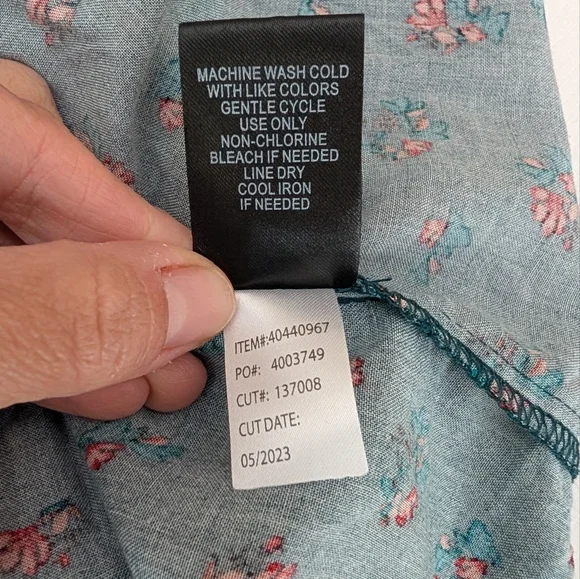 MACHINE WASH COLD
WITH LIKE COLORS
GENTLE CYCLE
USE ONLY
NON-CHLORINE
BLEACH IF NEEDED
LINE DRY
COOL IRON
IF NEEDED
ITEM#:40440967
PO#: 4003749
CUT#: 137008
CUT DATE:
05/2023